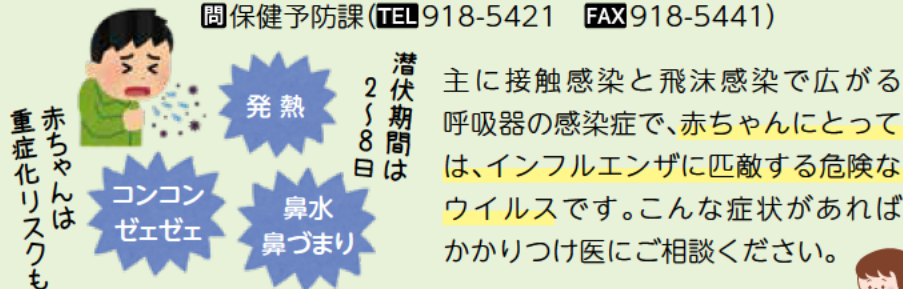 問保健予防課(TEL918-5421 FAX918-5441)
発熱
コンコン
ゼェゼェ
鼻水
鼻づまり
潜伏期間は
2~8日
赤ちゃんは
重症化リスクも
主に接触感染と飛沫感染で広がる
呼吸器の感染症で、赤ちゃんにとって
は、インフルエンザに匹敵する危険な
ウイルスです。こんな症状があれば
かかりつけ医にご相談ください。